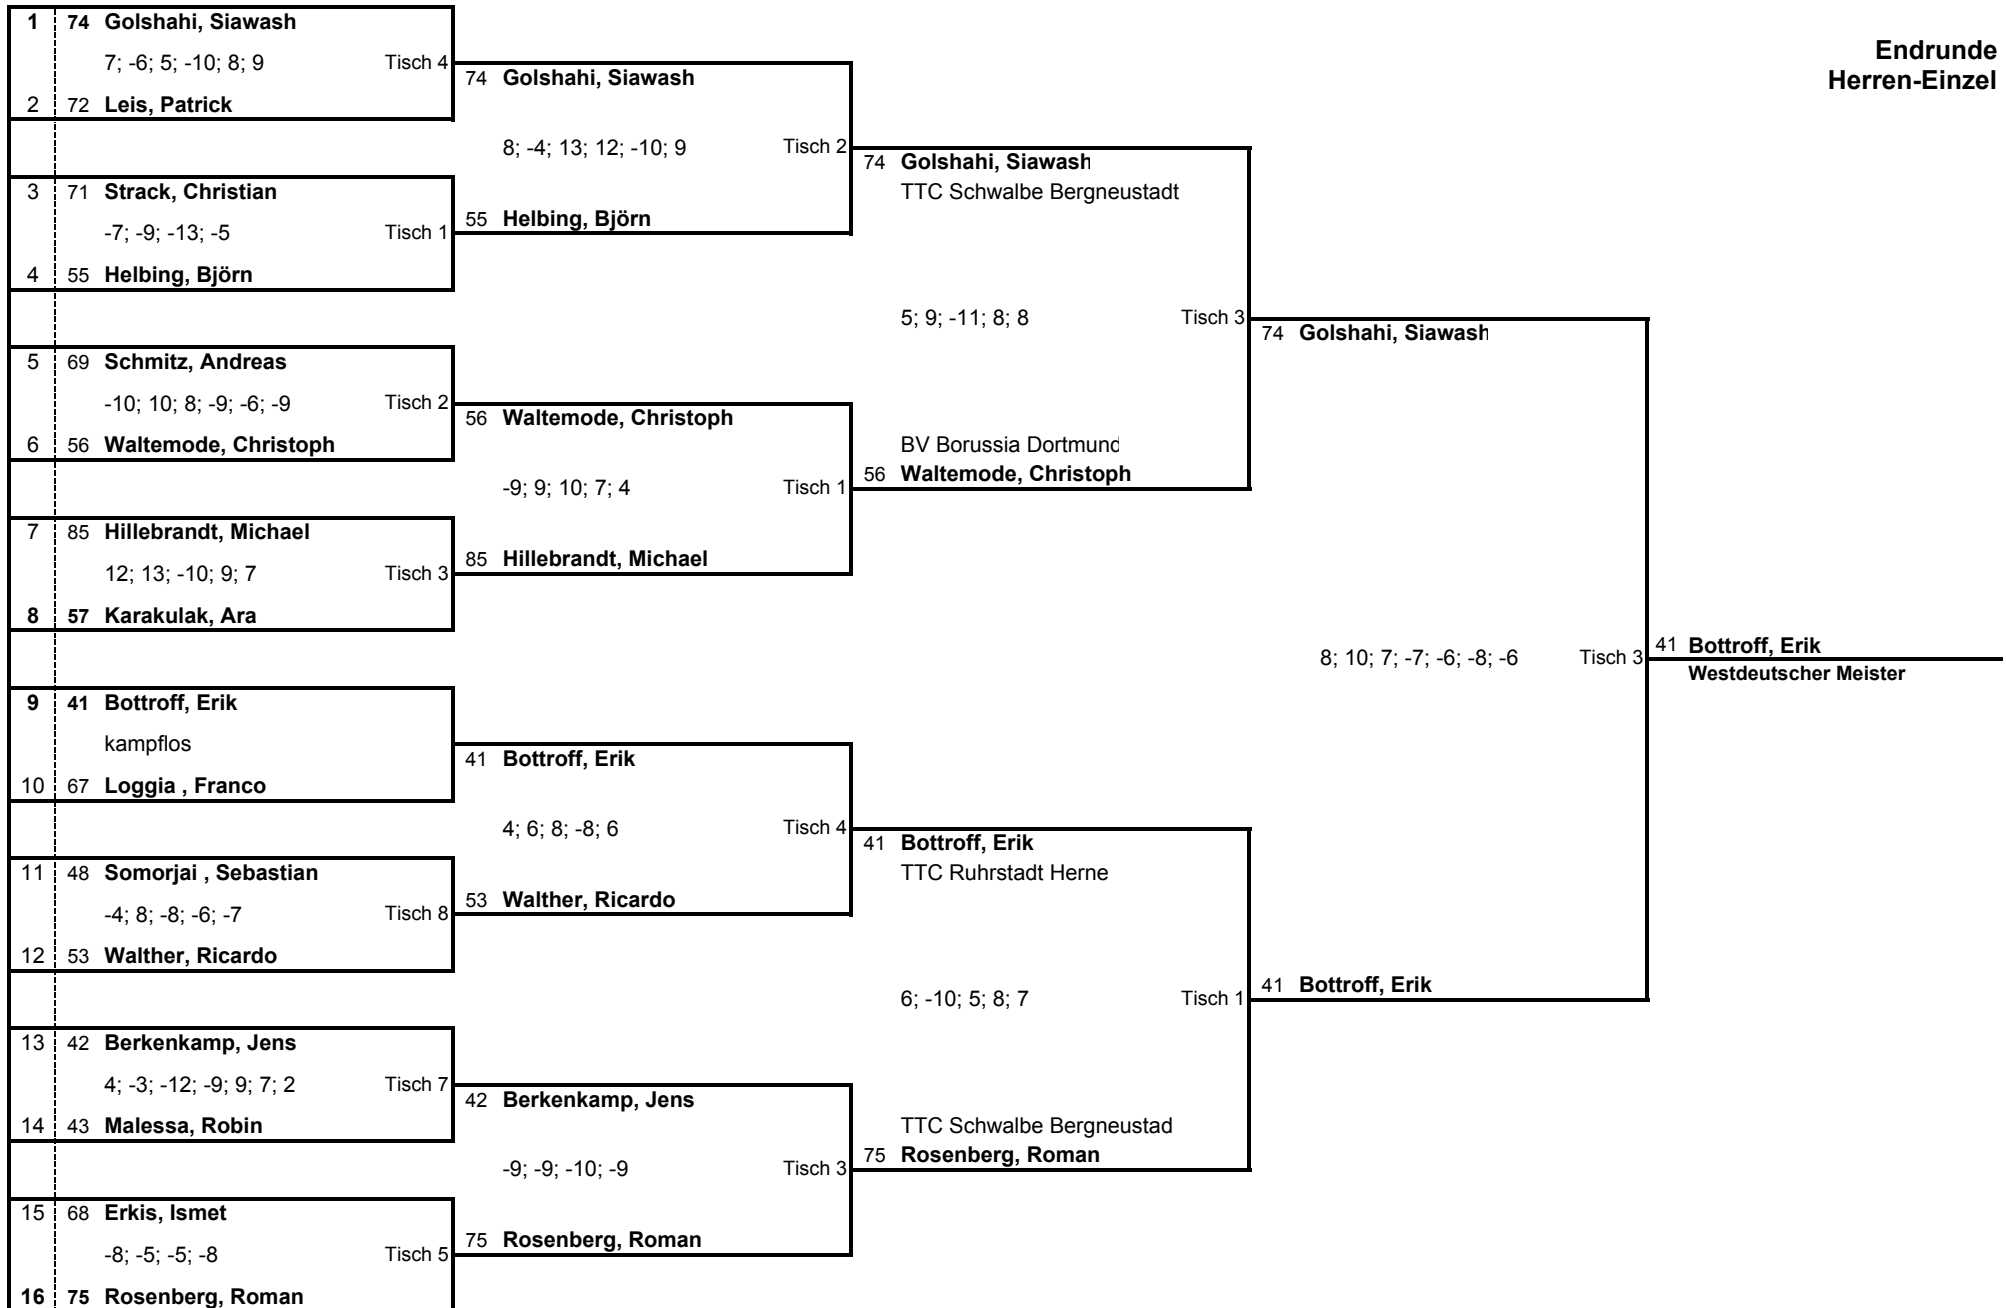 Endrunde
Herren-Einzel
1 74 Golshahi, Siawash
7; -6; 5; -10; 8; 9 Tisch 4
2 72 Leis, Patrick
3 71 Strack, Christian
-7; -9; -13; -5 Tisch 1
4 55 Helbing, Björn
5 69 Schmitz, Andreas
-10; 10; 8; -9; -6; -9 Tisch 2
6 56 Waltemode, Christoph
7 85 Hillebrandt, Michael
12; 13; -10; 9; 7 Tisch 3
8 57 Karakulak, Ara
9 41 Bottroff, Erik
kampflos
10 67 Loggia , Franco
11 48 Somorjai , Sebastian
-4; 8; -8; -6; -7 Tisch 8
12 53 Walther, Ricardo
13 42 Berkenkamp, Jens
4; -3; -12; -9; 9; 7; 2 Tisch 7
14 43 Malessa, Robin
15 68 Erkis, Ismet
-8; -5; -5; -8 Tisch 5
16 75 Rosenberg, Roman
74 Golshahi, Siawash
8; -4; 13; 12; -10; 9 Tisch 2
55 Helbing, Björn
56 Waltemode, Christoph
-9; 9; 10; 7; 4 Tisch 1
85 Hillebrandt, Michael
41 Bottroff, Erik
4; 6; 8; -8; 6 Tisch 4
53 Walther, Ricardo
42 Berkenkamp, Jens
-9; -9; -10; -9 Tisch 3
75 Rosenberg, Roman
74 Golshahi, Siawash
TTC Schwalbe Bergneustadt
5; 9; -11; 8; 8 Tisch 3
BV Borussia Dortmund
56 Waltemode, Christoph
41 Bottroff, Erik
TTC Ruhrstadt Herne
6; -10; 5; 8; 7 Tisch 1
TTC Schwalbe Bergneustad
75 Rosenberg, Roman
74 Golshahi, Siawash
8; 10; 7; -7; -6; -8; -6 Tisch 3
41 Bottroff, Erik
41 Bottroff, Erik
Westdeutscher Meister